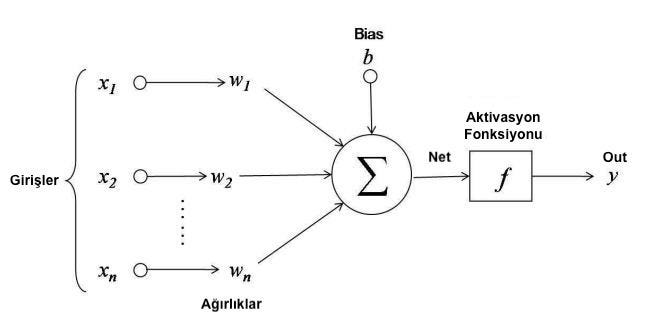 Bias
b
x1 w1
Aktivasyon
Fonksiyonu
Girişler x2 w2 Σ Net f Out
y
xn wn
Ağırlıklar